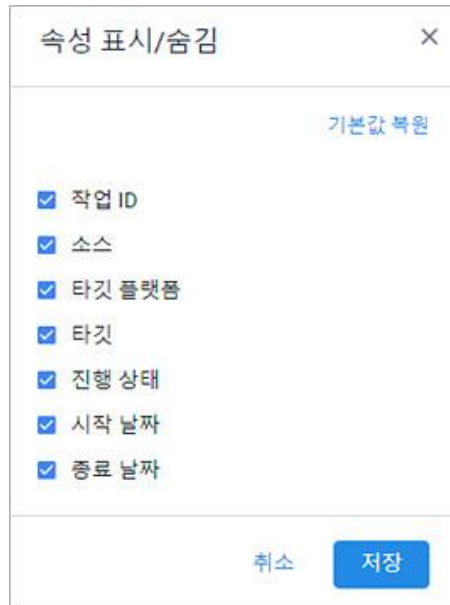 속성 표시/숨김
기본값 복원
작업 ID
소스
타깃 플랫폼
타깃
진행 상태
시작 날짜
종료 날짜
취소
저장